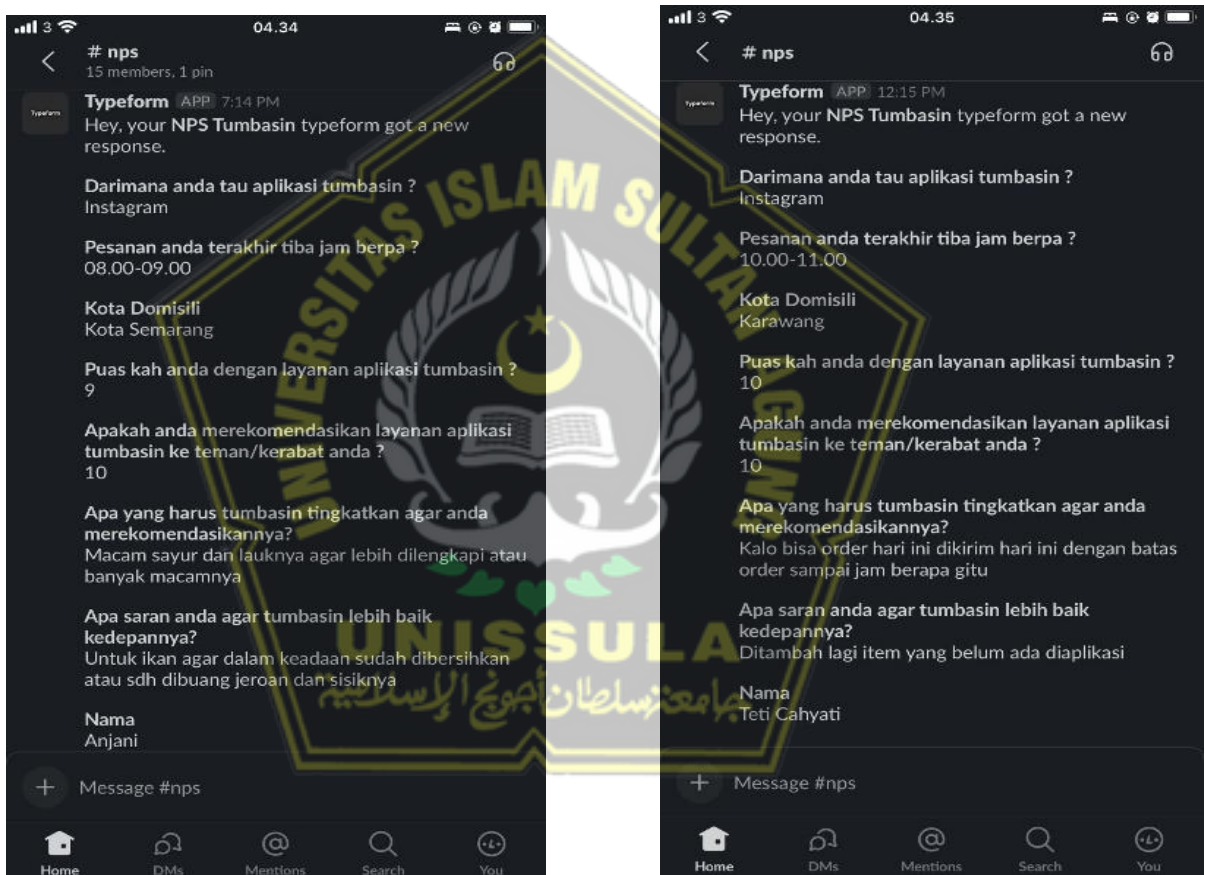 3
04.34
# nps
15 members, 1 pin
Typeform
Typeform APP 7:14 PM
Hey, your NPS Tumbasin typeform got a new
response.
Darimana anda tau aplikasi tumbasin ?
Instagram
Pesanan anda terakhir tiba jam berpa ?
08.00-09.00
Kota Domisili
Kota Semarang
Puas kah anda dengan layanan aplikasi tumbasin ?
9
Apakah anda merekomendasikan layanan aplikasi
tumbasin ke teman/kerabat anda ?
10
Apa yang harus tumbasin tingkatkan agar anda
merekomendasikannya?
Macam sayur dan lauknya agar lebih dilengkapi atau
banyak macamnya
Apa saran anda agar tumbasin lebih baik
kedepannya?
Untuk ikan agar dalam keadaan sudah dibersihkan
atau sdh dibuang jeroan dan sisiknya
Nama
Anjani
+ Message #nps
Home DMs Mentions Search You
3
04.35
# nps
Typeform
Typeform APP 12:15 PM
Hey, your NPS Tumbasin typeform got a new
response.
Darimana anda tau aplikasi tumbasin ?
Instagram
Pesanan anda terakhir tiba jam berpa ?
10.00-11.00
Kota Domisili
Karawang
Puas kah anda dengan layanan aplikasi tumbasin ?
10
Apakah anda merekomendasikan layanan aplikasi
tumbasin ke teman/kerabat anda ?
10
Apa yang harus tumbasin tingkatkan agar anda
merekomendasikannya?
Kalo bisa order hari ini dikirim hari ini dengan batas
order sampai jam berapa gitu
Apa saran anda agar tumbasin lebih baik
kedepannya?
Ditambah lagi item yang belum ada diaplikasi
Nama
Teti Cahyati
+ Message #nps
Home DMs Mentions Search You
UNIVERSITAS ISLAM SULTAN AGUNG
UNISSULA
جامعة سلطان أجونج الإسلامية